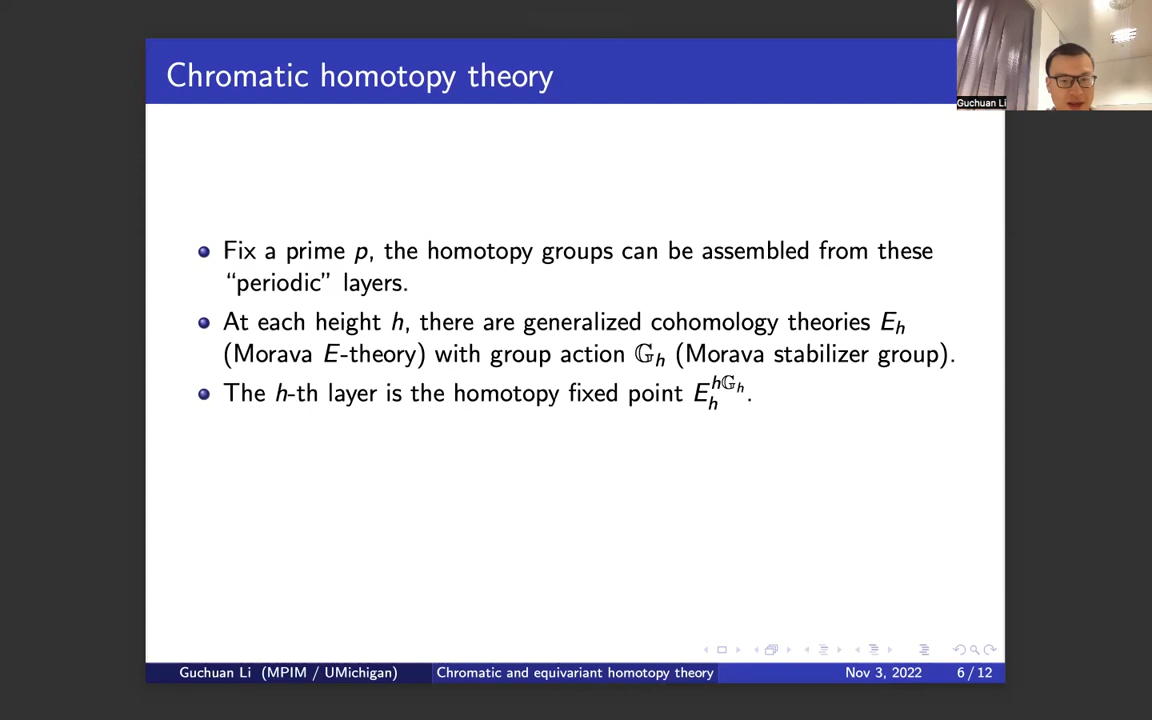 Chromatic homotopy theory
Guchuan Li
Fix a prime p, the homotopy groups can be assembled from these
“periodic” layers.
At each height h, there are generalized cohomology theories E_h
(Morava E-theory) with group action 𝔾_h (Morava stabilizer group).
The h-th layer is the homotopy fixed point E_h^{h𝔾_h}.
Guchuan Li (MPIM / UMichigan) Chromatic and equivariant homotopy theory Nov 3, 2022 6 / 12